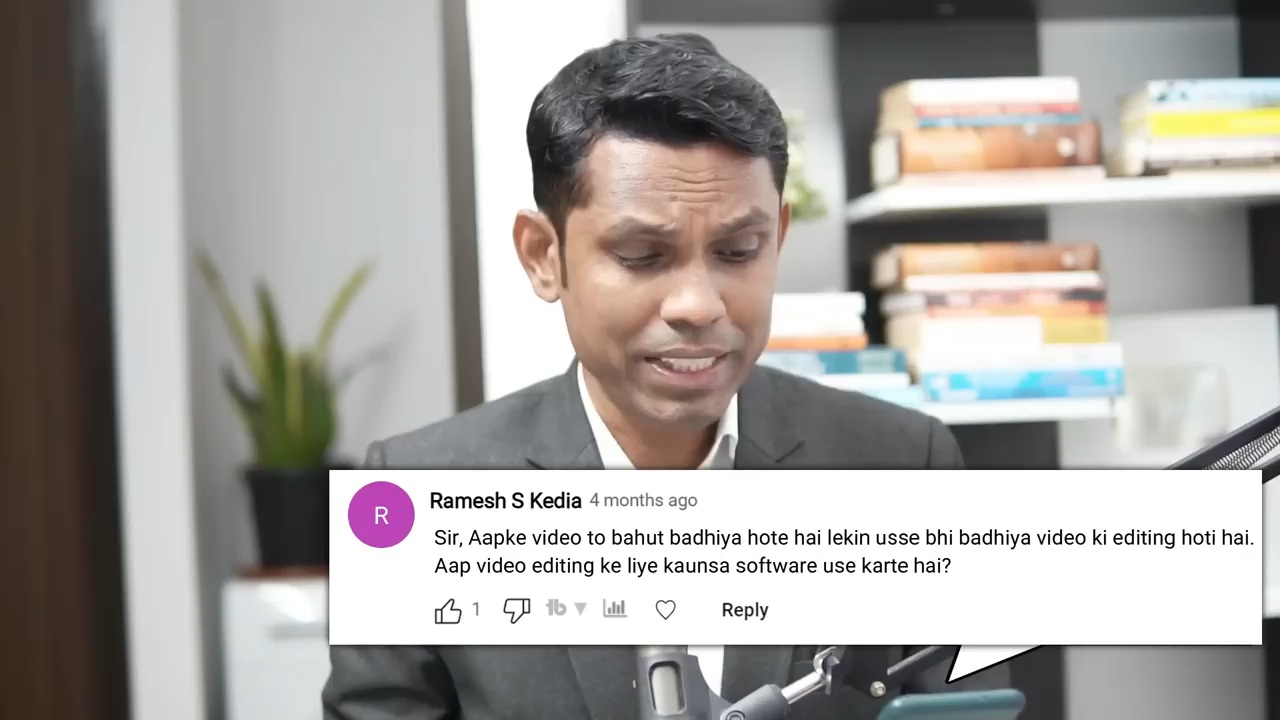 R
Ramesh S Kedia 4 months ago
Sir, Aapke video to bahut badhiya hote hai lekin usse bhi badhiya video ki editing hoti hai.
Aap video editing ke liye kaunsa software use karte hai?
1 tb Reply